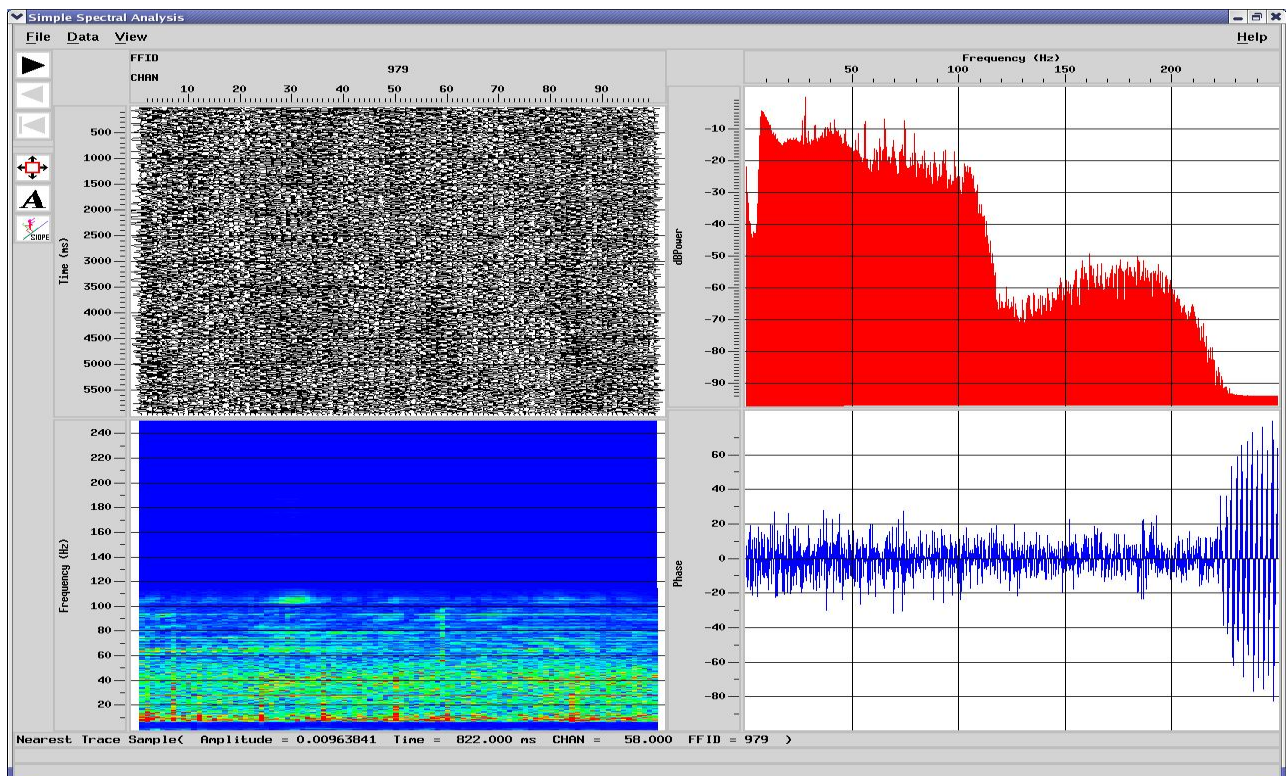 Simple Spectral Analysis
File Data View Help
FFID
979
CHAN
10 20 30 40 50 60 70 80 90
Time (ms)
500
1000
1500
2000
2500
3000
3500
4000
4500
5000
5500
A
SlOPE
Frequency (Hz)
50 100 150 200
dBPower
-10
-20
-30
-40
-50
-60
-70
-80
-90
Frequency (Hz)
240
220
200
180
160
140
120
100
80
60
40
20
Phase
60
40
20
0
-20
-40
-60
-80
Nearest Trace Sample( Amplitude = 0.00963841 Time = 822.000 ms CHAN = 58.000 FFID = 979 )